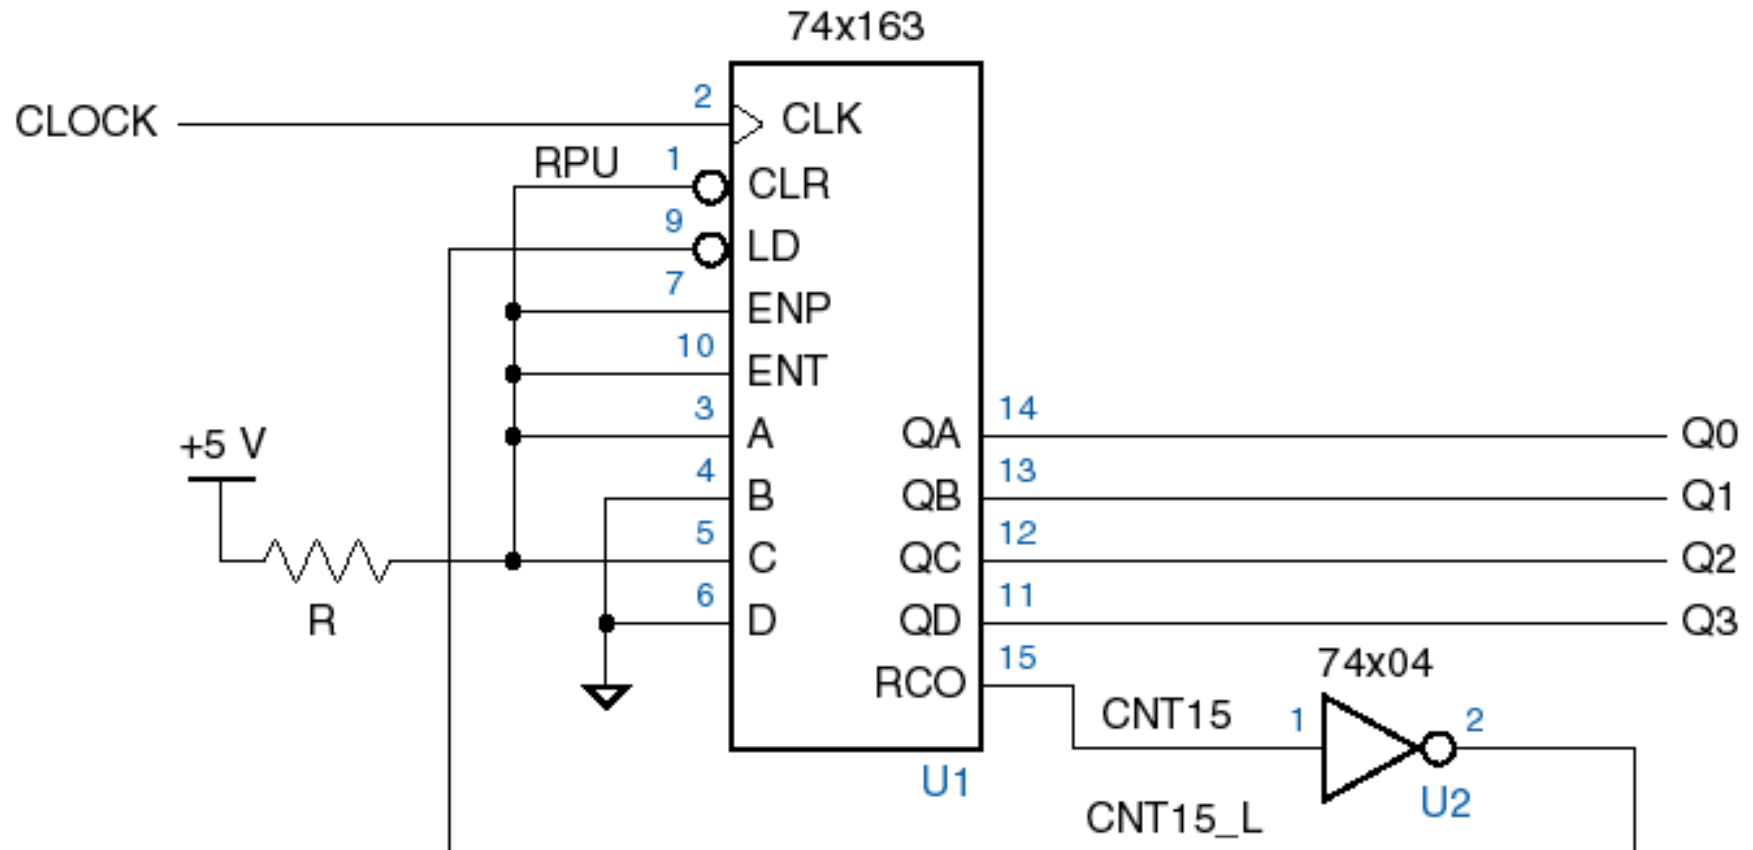 74x163
CLOCK
2
CLK
RPU
1
CLR
9
LD
7
ENP
10
ENT
3
A
QA
14
Q0
+5 V
4
B
QB
13
Q1
5
C
QC
12
Q2
R
6
D
QD
11
Q3
RCO
15
74x04
CNT15
1
2
U1
U2
CNT15_L